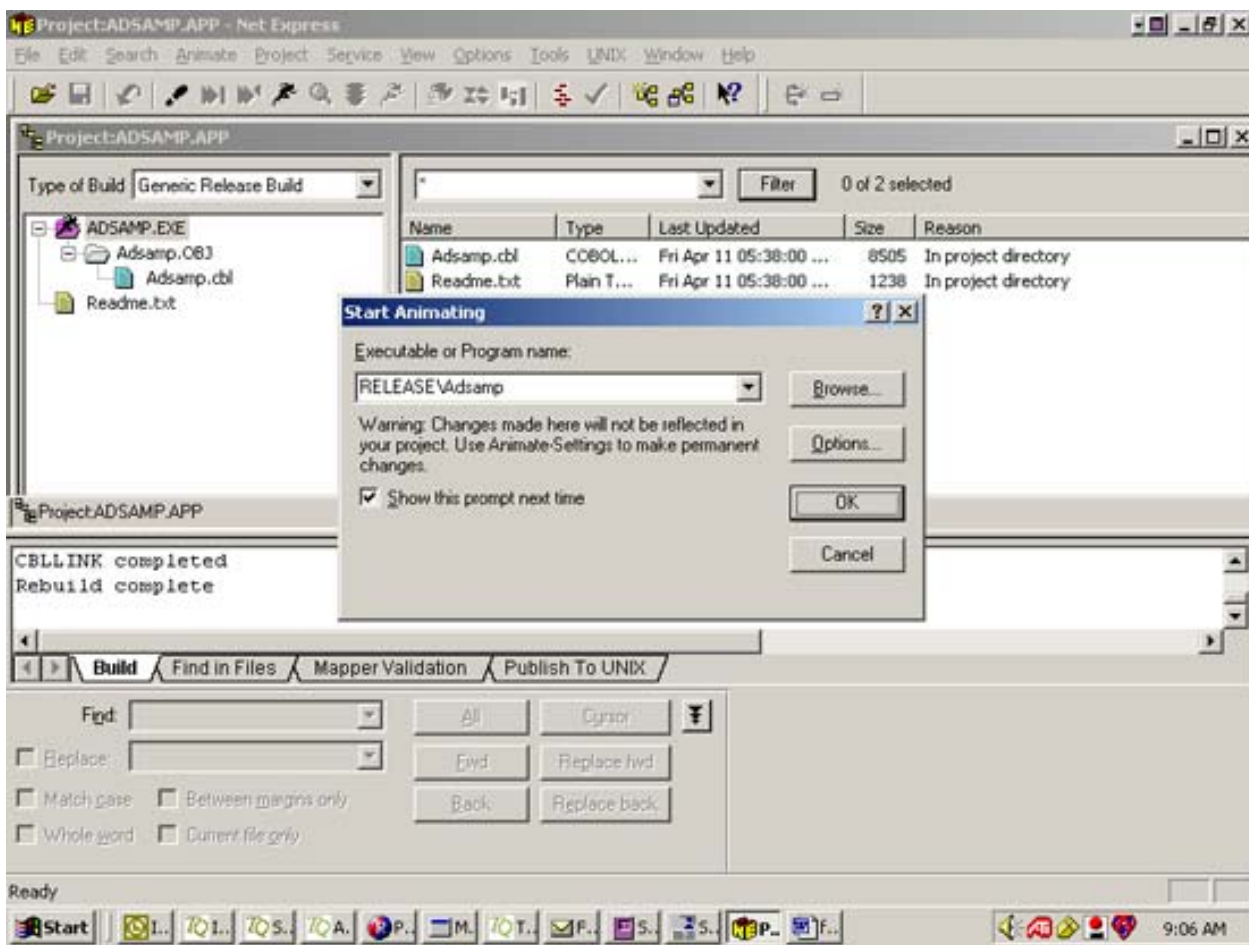 Project:ADSAMP.APP - Net Express
File Edit Search Animate Project Service View Options Tools UNIX Window Help
Project:ADSAMP.APP
Type of Build Generic Release Build
* Filter 0 of 2 selected
ADSAMP.EXE
Adsamp.OBJ
Adsamp.cbl
Readme.txt
Name Type Last Updated Size Reason
Adsamp.cbl COBOL... Fri Apr 11 05:38:00 ... 8505 In project directory
Readme.txt Plain T... Fri Apr 11 05:38:00 ... 1238 In project directory
Start Animating
Executable or Program name:
RELEASE\Adsamp
Browse...
Warning: Changes made here will not be reflected in
your project. Use Animate-Settings to make permanent
changes.
Options...
Show this prompt next time
OK
Cancel
Project:ADSAMP.APP
CBLLINK completed
Rebuild complete
Build Find in Files Mapper Validation Publish To UNIX
Find: All Cursor
Replace: Fwd Replace fwd
Match case Between margins only Back Replace back
Whole word Current file only
Ready
Start I.. I.. S.. A. P.. M. T.. F.. S.. S.. P.. F.. 9:06 AM